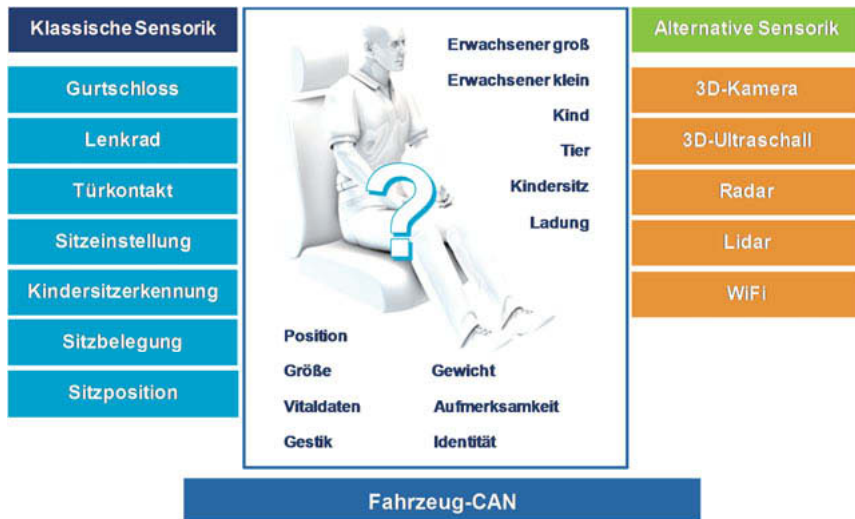 Klassische Sensorik
Gurtschloss
Lenkrad
Türkontakt
Sitzeinstellung
Kindersitzerkennung
Sitzbelegung
Sitzposition
Erwachsener groß
Erwachsener klein
Kind
Tier
Kindersitz
Ladung
?
Position
Größe Gewicht
Vitaldaten Aufmerksamkeit
Gestik Identität
Alternative Sensorik
3D-Kamera
3D-Ultraschall
Radar
Lidar
WiFi
Fahrzeug-CAN